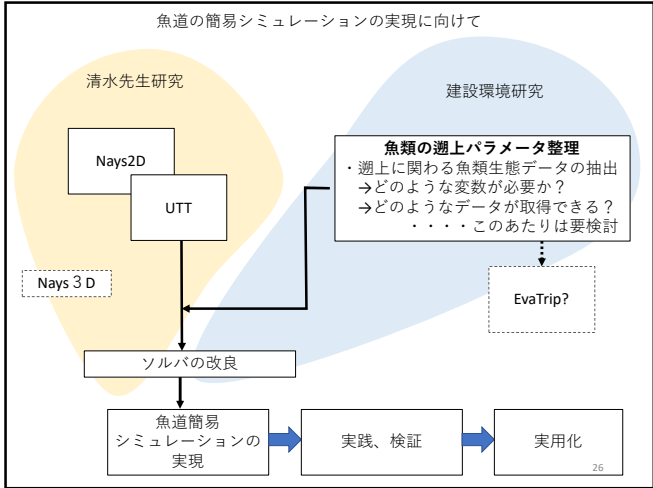 魚道の簡易シミュレーションの実現に向けて
清水先生研究
建設環境研究
Nays2D
UTT
Nays３D
魚類の遡上パラメータ整理
・遡上に関わる魚類生態データの抽出
→どのような変数が必要か？
→どのようなデータが取得できる？
・・・・このあたりは要検討
EvaTrip?
ソルバの改良
魚道簡易
シミュレーションの
実現
実践、検証
実用化
26